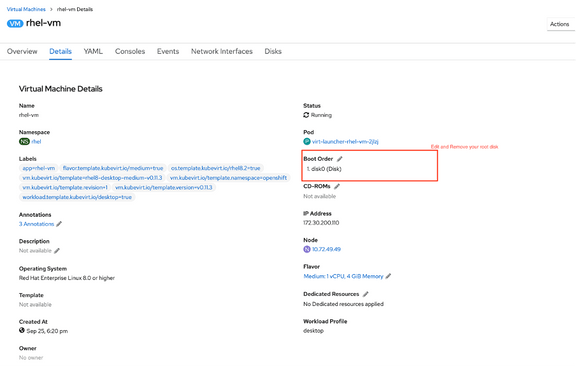 Virtual Machines > rhel-vm Details
VM rhel-vm
Actions
Overview Details YAML Consoles Events Network Interfaces Disks
Virtual Machine Details
Name
rhel-vm
Namespace
NS rhel
Labels
app=rhel-vm flavor.template.kubevirt.io/medium=true os.template.kubevirt.io/rhel8.2=true
vm.kubevirt.io/template=rhel8-desktop-medium-v0.11.3 vm.kubevirt.io/template.namespace=openshift
vm.kubevirt.io/template.revision=1 vm.kubevirt.io/template.version=v0.11.3
workload.template.kubevirt.io/desktop=true
Annotations
3 Annotations
Description
Not available
Operating System
Red Hat Enterprise Linux 8.0 or higher
Template
Not available
Created At
Sep 25, 6:20 pm
Owner
No owner
Status
Running
Pod
P virt-launcher-rhel-vm-2jlzj
Edit and Remove your root disk
Boot Order
1. disk0 (Disk)
CD-ROMs
Not available
IP Address
172.30.200.110
Node
N 10.72.49.49
Flavor
Medium: 1 vCPU, 4 GiB Memory
Dedicated Resources
No Dedicated resources applied
Workload Profile
desktop